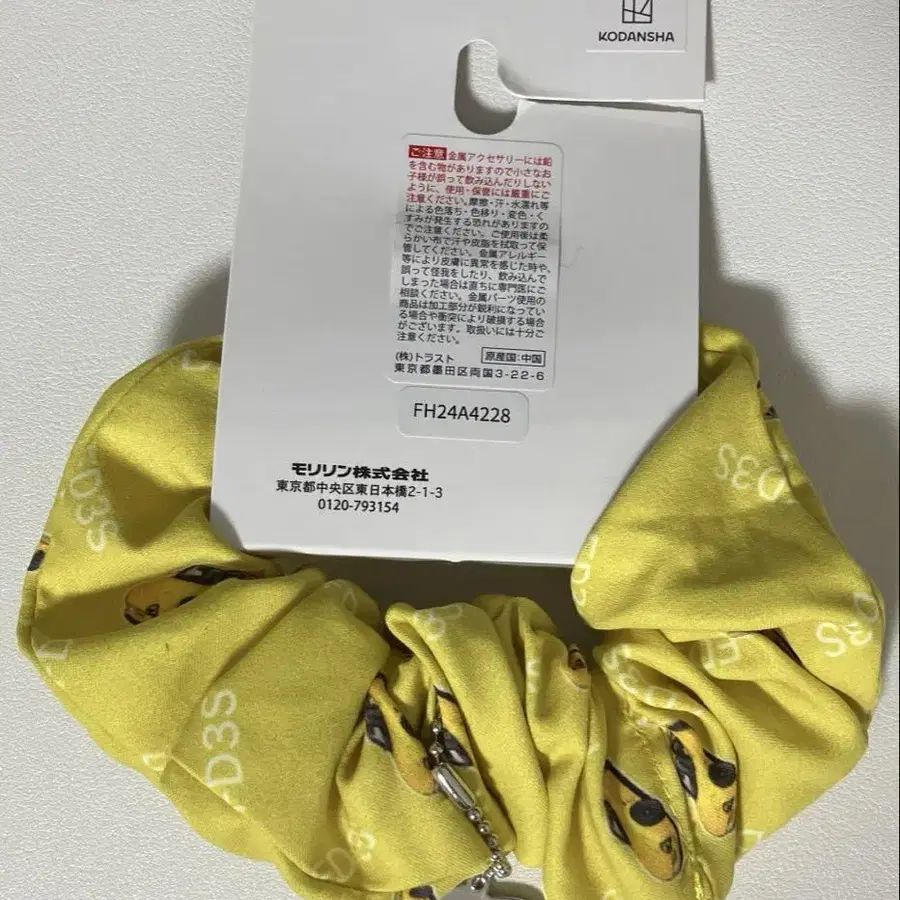 KODANSHA
ご注意 金属アクセサリーには鉛
を含む物がありますので小さなお
子様が誤って飲み込んだりしない
ように、使用・保管には厳重にご
注意ください。摩擦・汗・水濡れ等
による色落ち・色移り・変色・く
すみが発生する恐れがありますの
でご注意ください。ご使用後は柔
らかい布で汗や皮脂を拭取って保
管してください。金属アレルギー
等により皮膚に異常を感じた時や、
誤って怪我をしたり、飲み込んで
しまった場合は直ちに専門医にご
相談ください。金属パーツ使用の
商品は加工部分が鋭利になってい
る場合や衝突により破損する場合
がございます。取扱いには十分ご
注意ください。
(株)トラスト 原産国:中国
東京都墨田区両国3-22-6
FH24A4228
モリリン株式会社
東京都中央区東日本橋2-1-3
0120-793154
D3S
D3S
D3S
D3S
D3S